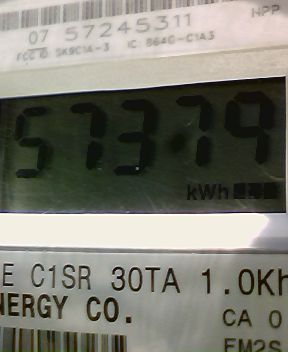 07 57245311
FCC ID: SK9C1A-3 IC: 864G-C1A3
57379
kWh
E C1SR 30TA 1.0Kh
NERGY CO.
CA 0
FM2S